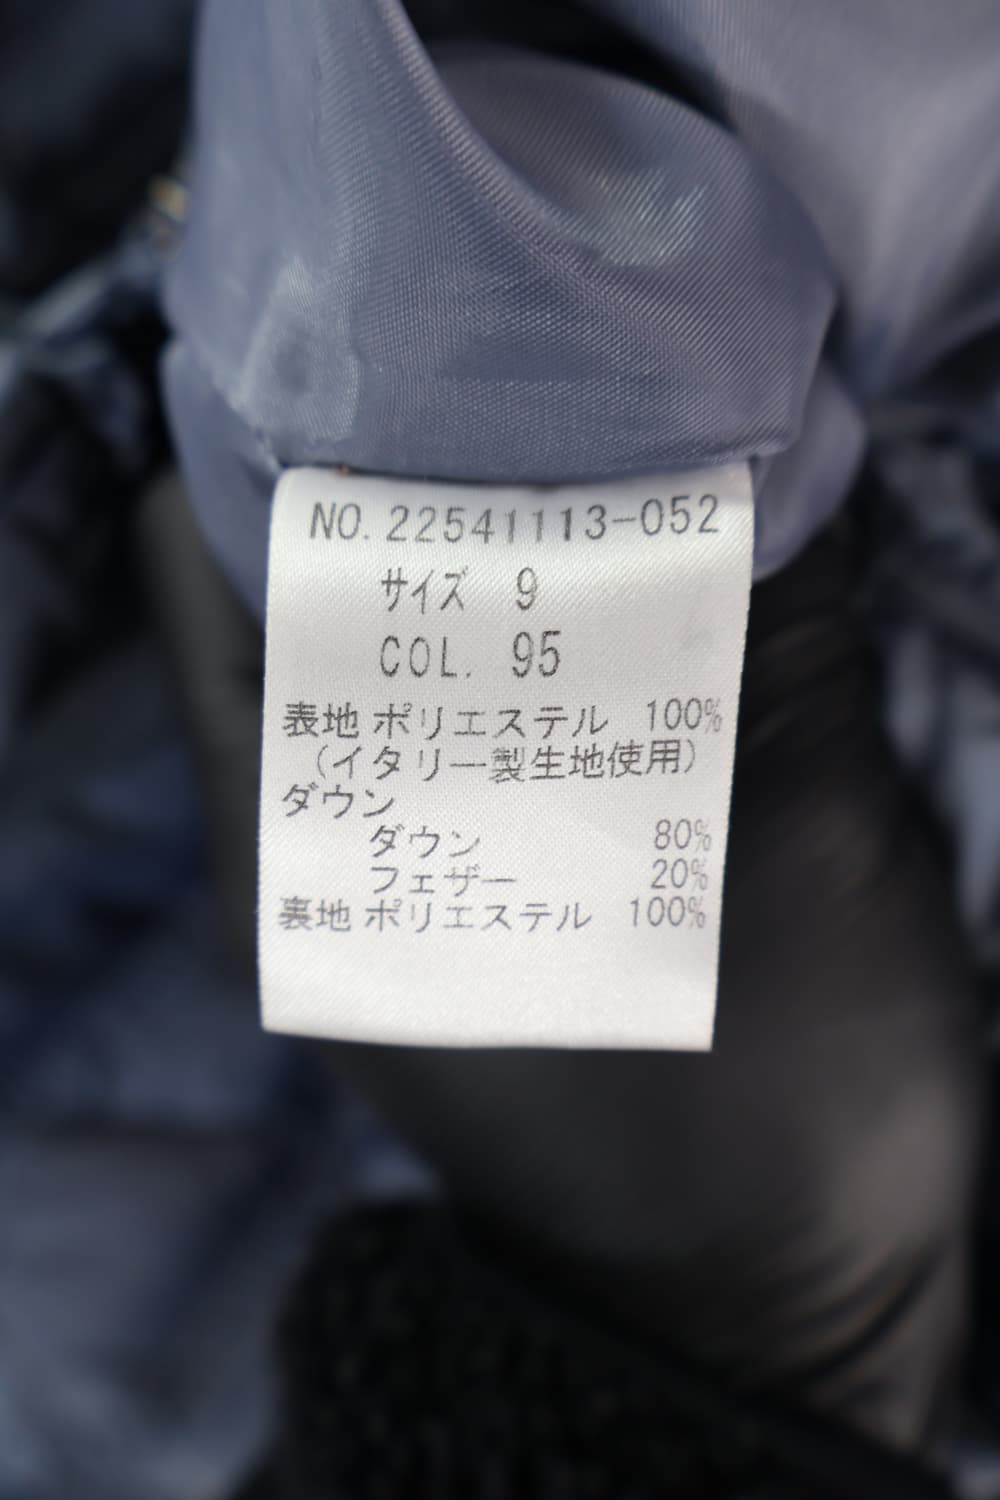 NO. 22541113-052
サイズ 9
COL. 95
表地 ポリエステル 100%
（イタリー製生地使用）
ダウン
ダウン 80%
フェザー 20%
裏地 ポリエステル 100%